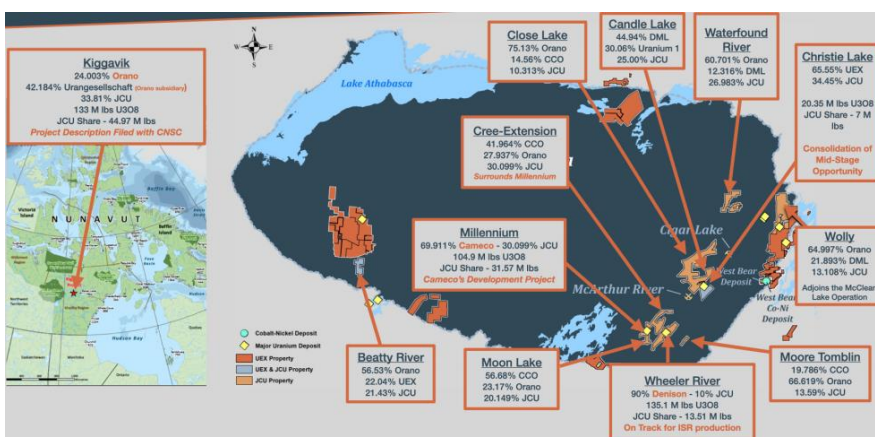 Kiggavik
24.003% Orano
42.184% Urangesellschaft (Orano subsidiary)
33.81% JCU
133 M lbs U3O8
JCU Share - 44.97 M lbs
Project Description Filed with CNSC
NUNAVUT
Hudson Bay
N
W
E
S
Lake Athabasca
Close Lake
75.13% Orano
14.56% CCO
10.313% JCU
Candle Lake
44.94% DML
30.06% Uranium 1
25.00% JCU
Waterfound
River
60.701% Orano
12.316% DML
26.983% JCU
Christie Lake
65.55% UEX
34.45% JCU
20.35 M lbs U3O8
JCU Share - 7 M
lbs
Consolidation of
Mid-Stage
Opportunity
Cree-Extension
41.964% CCO
27.937% Orano
30.099% JCU
Surrounds Millennium
Millennium
69.911% Cameco - 30.099% JCU
104.9 M lbs U3O8
JCU Share - 31.57 M lbs
Cameco's Development Project
Cigar Lake
McArthur River
West Bear
Deposit
West Bear
Co-Ni
Deposit
Wolly
64.997% Orano
21.893% DML
13.108% JCU
Adjoins the McClean
Lake Operation
Cobalt-Nickel Deposit
Major Uranium Deposit
UEX Property
UEX & JCU Property
JCU Property
Beatty River
56.53% Orano
22.04% UEX
21.43% JCU
Moon Lake
56.68% CCO
23.17% Orano
20.149% JCU
Wheeler River
90% Denison - 10% JCU
135.1 M lbs U3O8
JCU Share - 13.51 M lbs
On Track for ISR production
Moore Tomblin
19.786% CCO
66.619% Orano
13.59% JCU